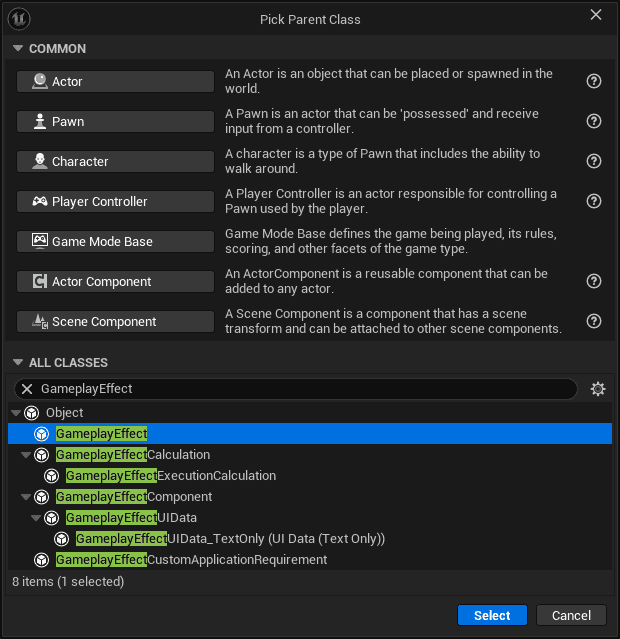 Pick Parent Class
COMMON
Actor
An Actor is an object that can be placed or spawned in the
world.
Pawn
A Pawn is an actor that can be 'possessed' and receive
input from a controller.
Character
A character is a type of Pawn that includes the ability to
walk around.
Player Controller
A Player Controller is an actor responsible for controlling a
Pawn used by the player.
Game Mode Base
Game Mode Base defines the game being played, its rules,
scoring, and other facets of the game type.
Actor Component
An ActorComponent is a reusable component that can be
added to any actor.
Scene Component
A Scene Component is a component that has a scene
transform and can be attached to other scene components.
ALL CLASSES
GameplayEffect
Object
GameplayEffect
GameplayEffectCalculation
GameplayEffectExecutionCalculation
GameplayEffectComponent
GameplayEffectUIData
GameplayEffectUIData_TextOnly (UI Data (Text Only))
GameplayEffectCustomApplicationRequirement
8 items (1 selected)
Select
Cancel